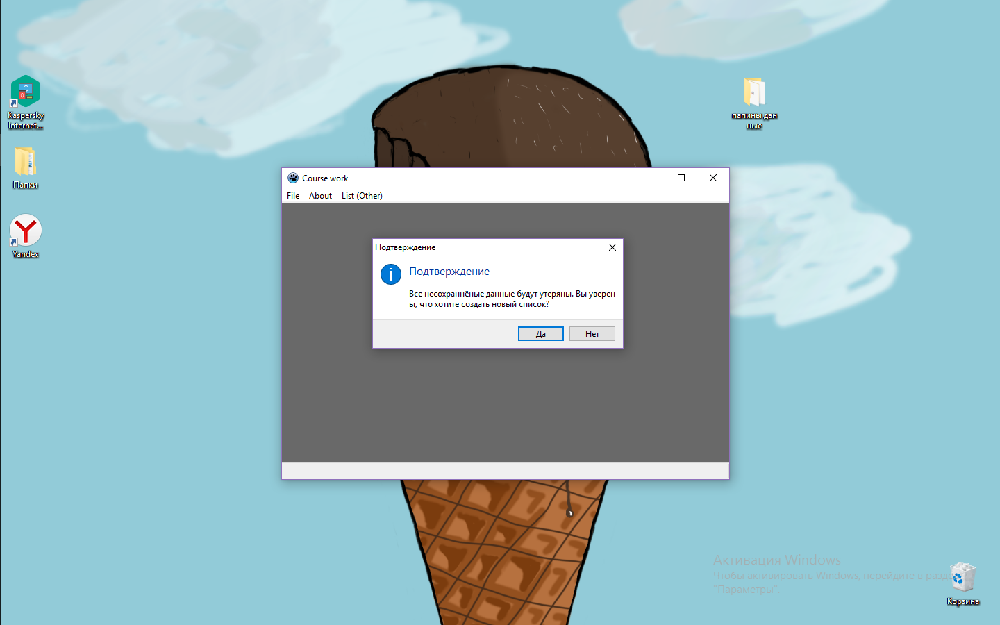 Kaspersky
Internet...
Папки
Yandex
папины дан
ные
Course work
File About List (Other)
Подтверждение
Подтверждение
Все несохраннёные данные будут утеряны. Вы уверен
ы, что хотите создать новый список?
Да Нет
Активация Windows
Чтобы активировать Windows, перейдите в раздел
"Параметры".
Корзина